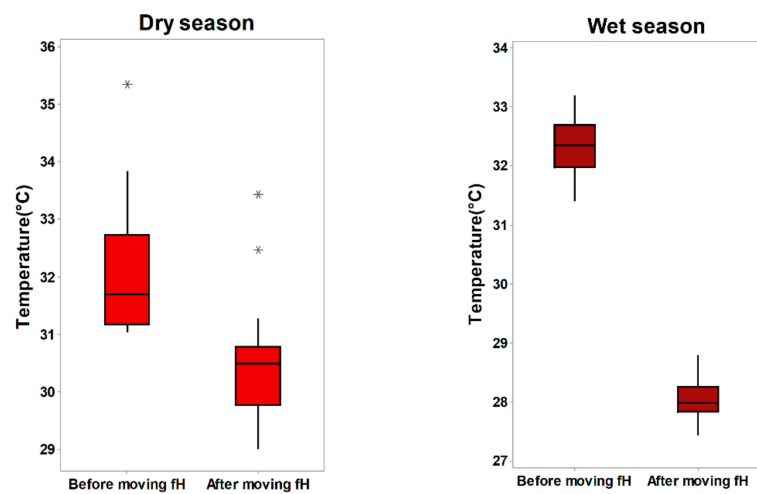 Dry season
Temperature(°C)
36
35
34
33
32
31
30
29
Before moving fH
After moving fH
Wet season
Temperature(°C)
34
33
32
31
30
29
28
27
Before moving fH
After moving fH